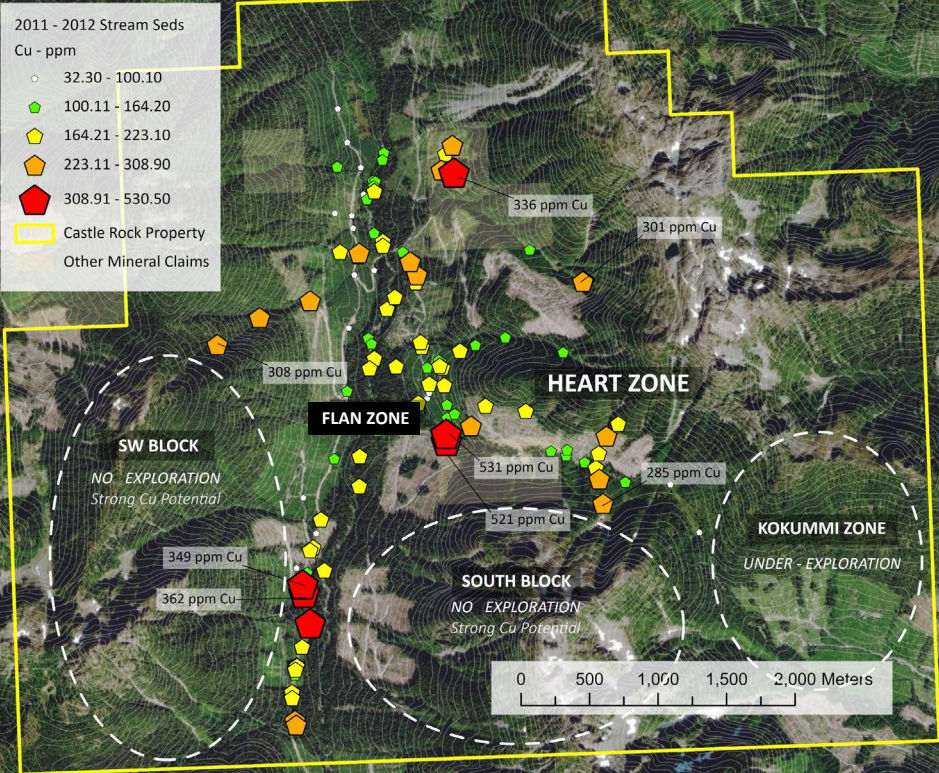 2011 - 2012 Stream Seds
Cu - ppm
32.30 - 100.10
100.11 - 164.20
164.21 - 223.10
223.11 - 308.90
308.91 - 530.50
Castle Rock Property
Other Mineral Claims
336 ppm Cu
301 ppm Cu
308 ppm Cu
HEART ZONE
FLAN ZONE
SW BLOCK
NO EXPLORATION
Strong Cu Potential
531 ppm Cu
285 ppm Cu
521 ppm Cu
KOKUMMI ZONE
UNDER - EXPLORATION
349 ppm Cu
362 ppm Cu
SOUTH BLOCK
NO EXPLORATION
Strong Cu Potential
0 500 1,000 1,500 2,000 Meters